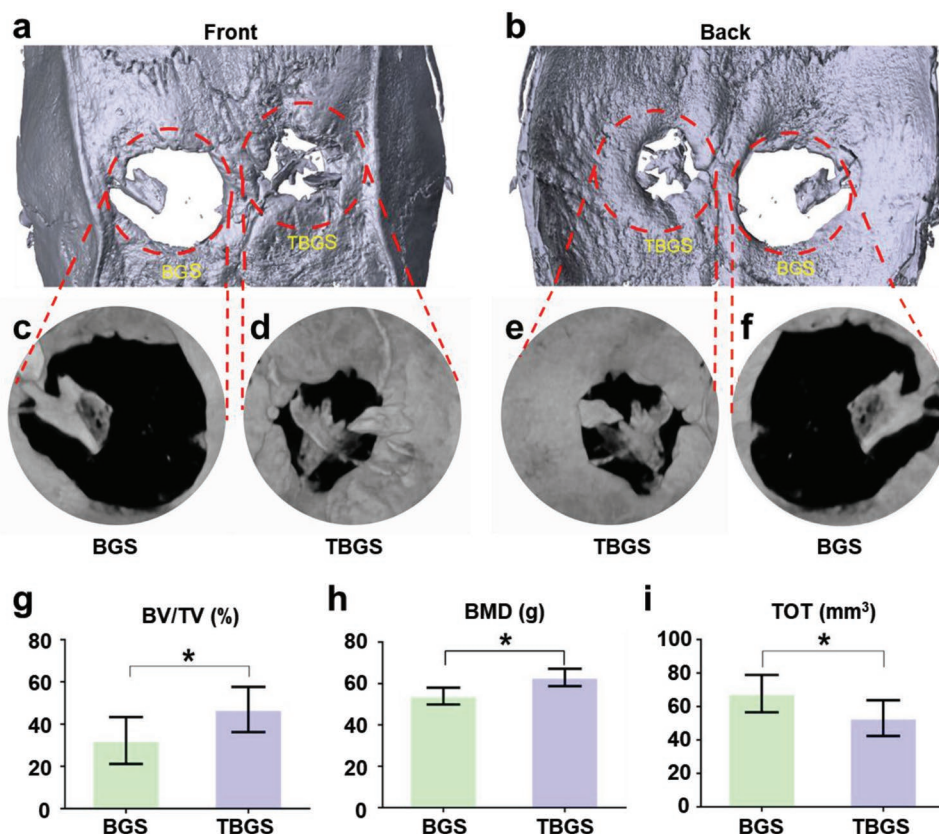 a Front
b Back
BGS
TBGS
TBGS
BGS
c
d
e
f
BGS
TBGS
TBGS
BGS
g
BV/TV (%)
80
60
40
20
0
*
BGS TBGS
h
BMD (g)
80
60
40
20
0
*
BGS TBGS
i
TOT (mm³)
100
80
60
40
20
0
*
BGS TBGS